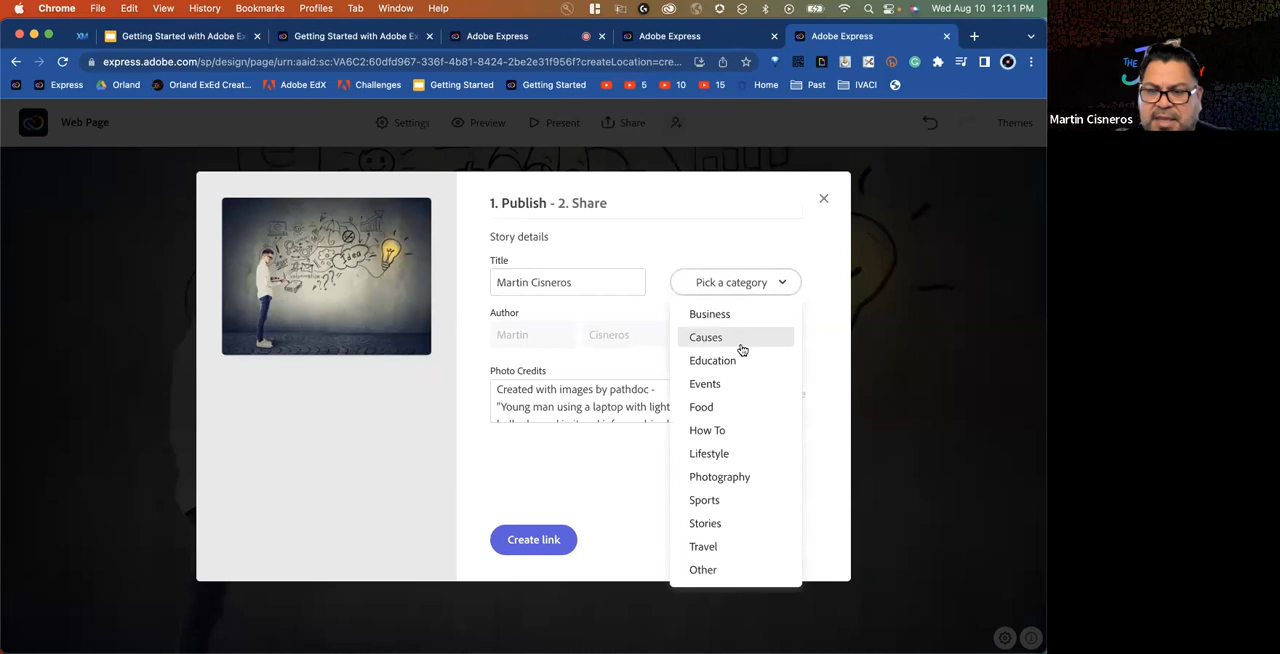 Chrome File Edit View History Bookmarks Profiles Tab Window Help Wed Aug 10 12:11 PM
XM Getting Started with Adobe E Getting Started with Adobe E Adobe Express Adobe Express Adobe Express
express.adobe.com/sp/design/page/urn:aaid:sc:VA6C2:60dfd967-336f-4b81-8424-2be2e31f956f?createLocation=cre...
Express Orland Orland ExEd Creat... Adobe EdX Challenges Getting Started Getting Started 5 10 15 Home Past IVACI
Web Page Settings Preview Present Share Themes
Martin Cisneros
1. Publish - 2. Share
Story details
Title
Martin Cisneros Pick a category
Author
Martin Cisneros
Photo Credits
Created with images by pathdoc -
"Young man using a laptop with light
Business
Causes
Education
Events
Food
How To
Lifestyle
Photography
Sports
Stories
Travel
Other
Create link
Idea
THE